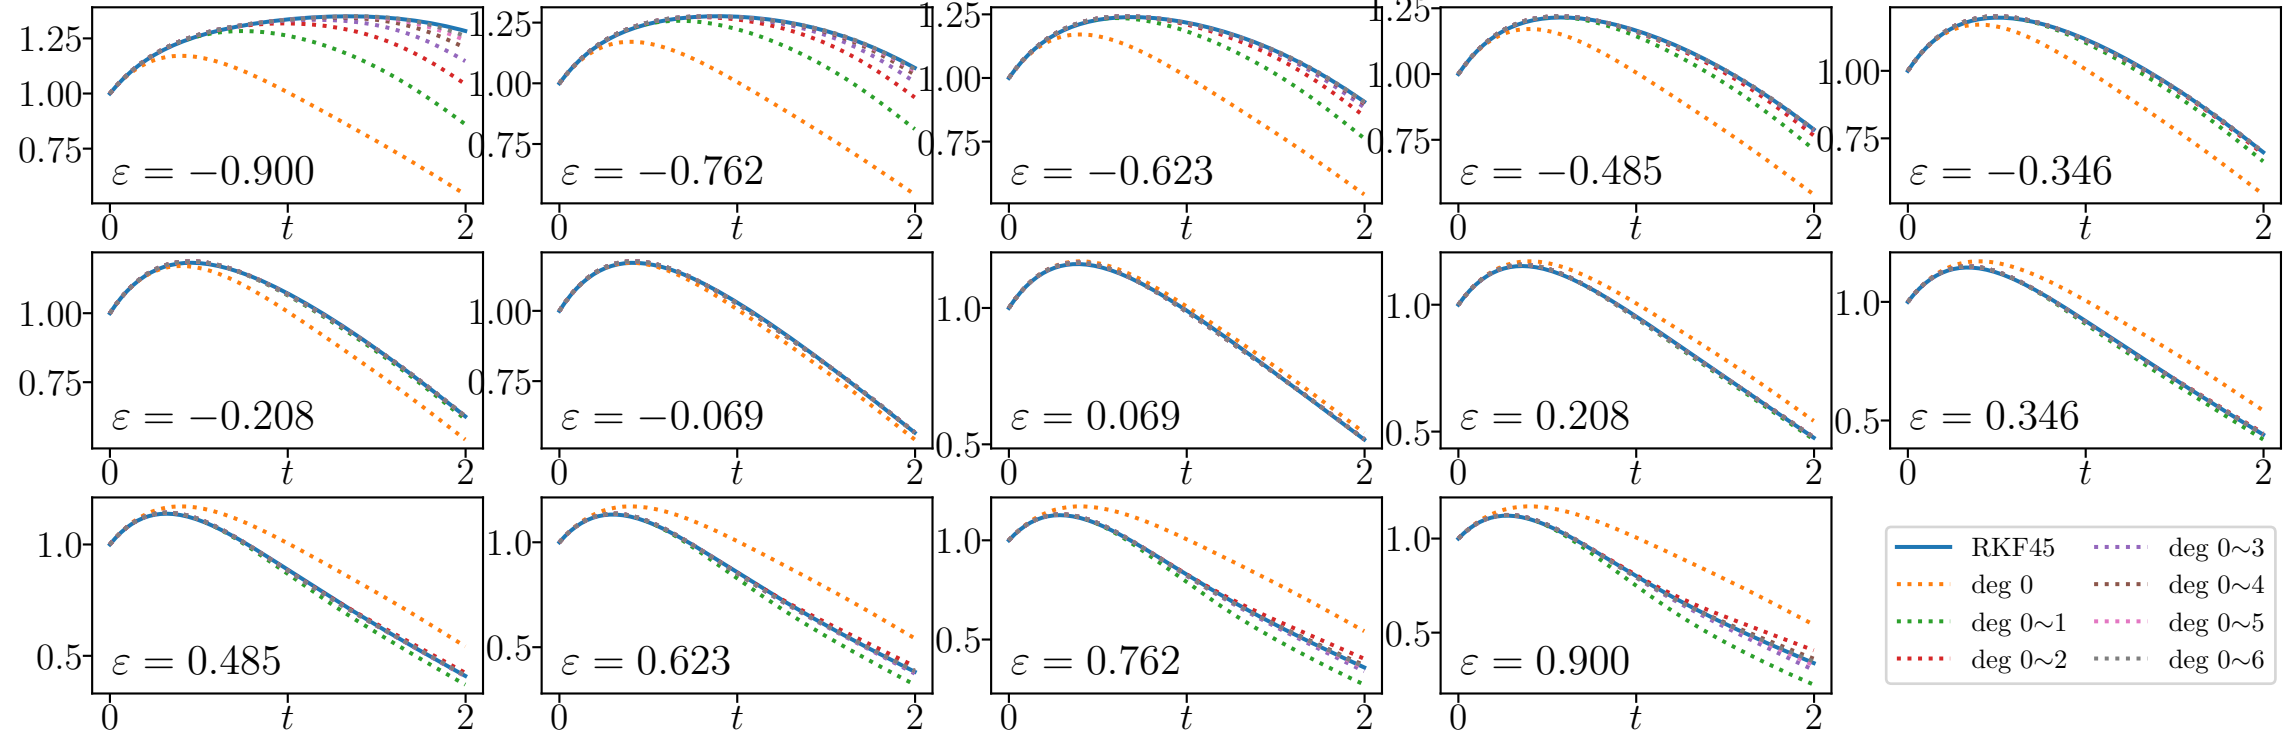 1.25 1.00 0.75 ε = −0.900 0 t 2
1.25 1.00 0.75 ε = −0.762 0 t 2
1.25 1.00 0.75 ε = −0.623 0 t 2
1.25 1.00 0.75 ε = −0.485 0 t 2
1.00 0.75 ε = −0.346 0 t 2
1.00 0.75 ε = −0.208 0 t 2
1.00 0.75 ε = −0.069 0 t 2
1.0 0.5 ε = 0.069 0 t 2
1.0 0.5 ε = 0.208 0 t 2
1.0 0.5 ε = 0.346 0 t 2
1.0 0.5 ε = 0.485 0 t 2
1.0 0.5 ε = 0.623 0 t 2
1.0 0.5 ε = 0.762 0 t 2
1.0 0.5 ε = 0.900 0 t 2
RKF45
deg 0
deg 0~1
deg 0~2
deg 0~3
deg 0~4
deg 0~5
deg 0~6